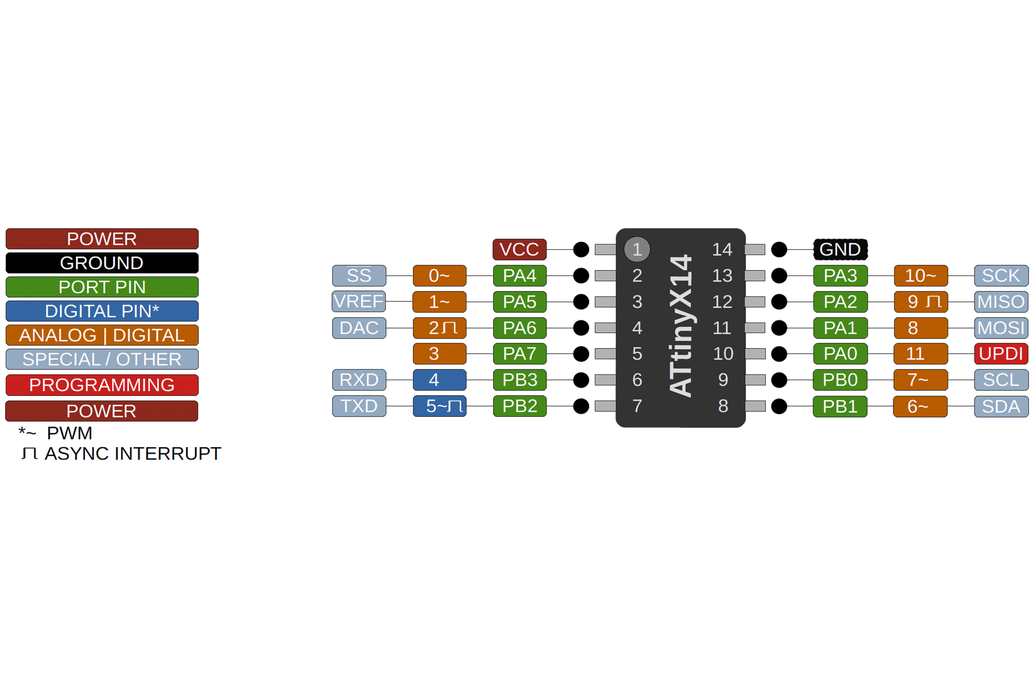 POWER
GROUND
PORT PIN
DIGITAL PIN*
ANALOG | DIGITAL
SPECIAL / OTHER
PROGRAMMING
POWER
*~ PWM
ASYNC INTERRUPT
VCC 1 14 GND
SS 0~ PA4 2 13 PA3 10~ SCK
VREF 1~ PA5 3 12 PA2 9 MISO
DAC 2 PA6 4 11 PA1 8 MOSI
3 PA7 5 10 PA0 11 UPDI
RXD 4 PB3 6 9 PB0 7~ SCL
TXD 5~ PB2 7 8 PB1 6~ SDA
ATtinyX14